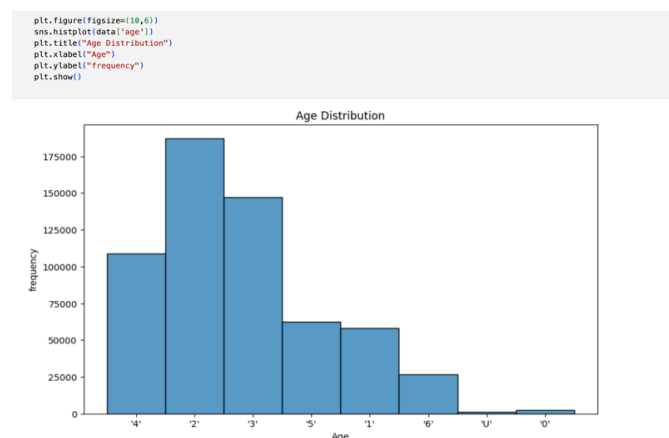 plt.figure(figsize=(10,6))
sns.histplot(data['age'])
plt.title("Age Distribution")
plt.xlabel("Age")
plt.ylabel("frequency")
plt.show()
Age Distribution
175000
150000
125000
100000
75000
50000
25000
0
frequency
'4' '2' '3' '5' '1' '6' 'U' '0'
Age